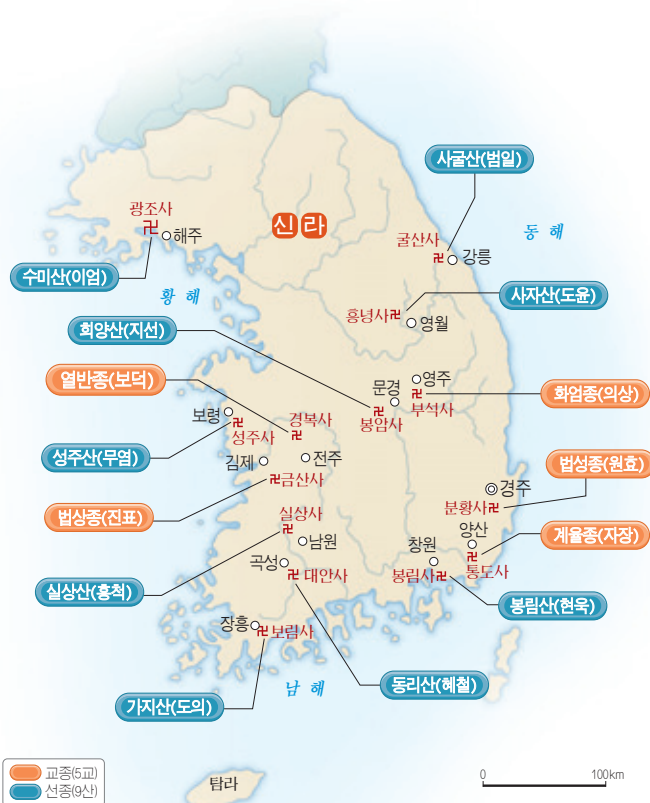 사굴산(범일)
광조사
해주
신라
굴산사
강릉
동해
수미산(이엄)
황해
사자산(도윤)
흥녕사
영월
희양산(지선)
열반종(보덕)
영주
문경
부석사
봉암사
화엄종(의상)
보령
성주사
경복사
성주산(무염)
김제
전주
금산사
법성종(원효)
경주
분황사
법상종(진표)
실상사
남원
양산
계율종(자장)
창원
곡성
대안사
봉림사
통도사
실상산(홍척)
봉림산(현욱)
장흥
보림사
동리산(혜철)
남해
가지산(도의)
교종(5교)
선종(9산)
탐라
0 100km